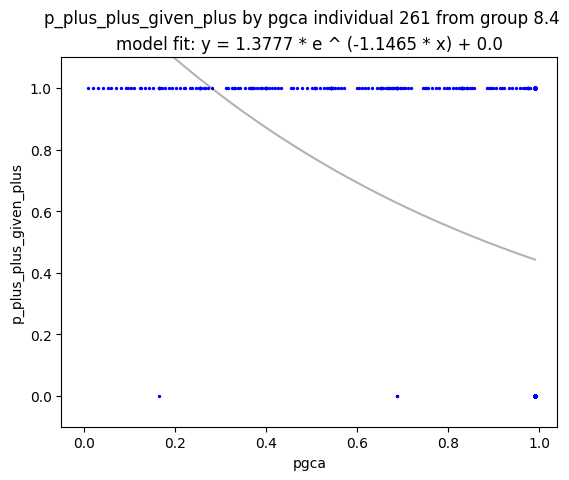 p_plus_plus_given_plus by pgca individual 261 from group 8.4
model fit: y = 1.3777 * e ^ (-1.1465 * x) + 0.0
1.0
0.8
0.6
0.4
0.2
0.0
p_plus_plus_given_plus
0.0 0.2 0.4 0.6 0.8 1.0
pgca